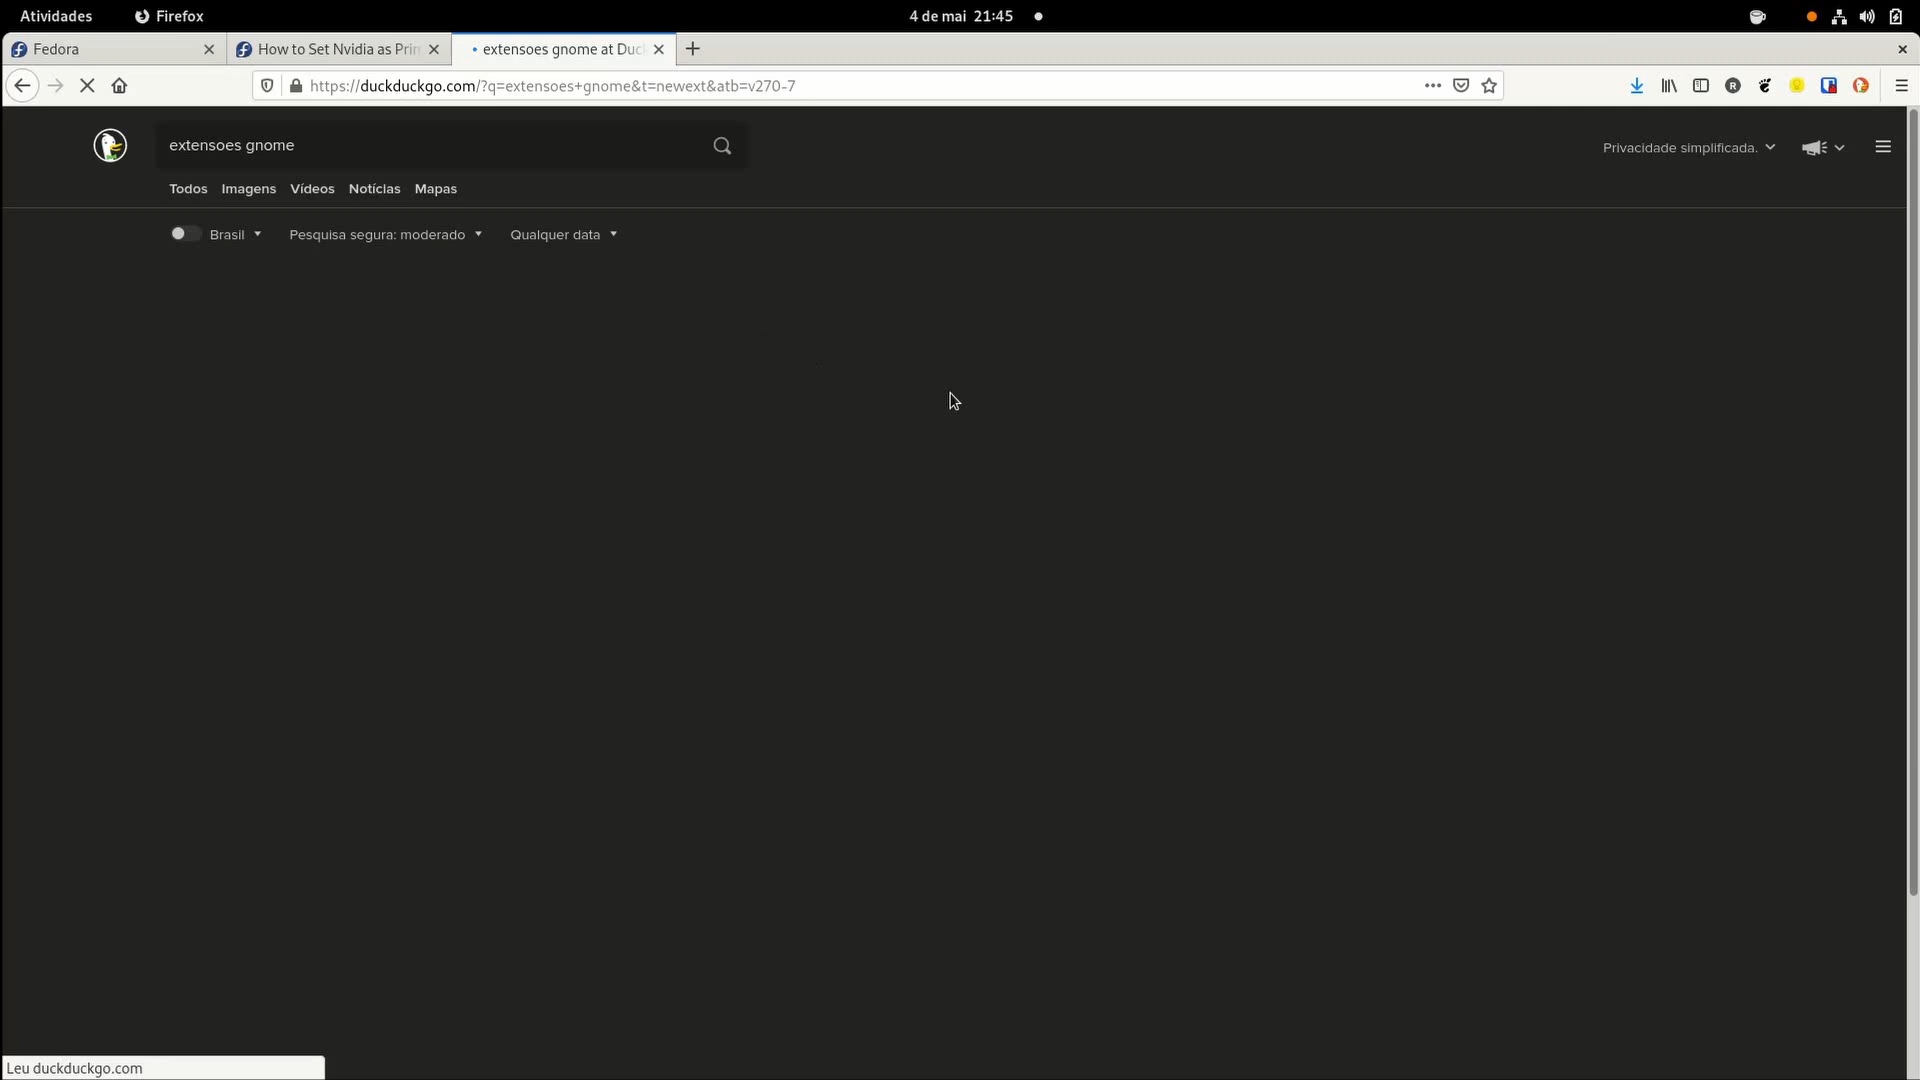 Atividades Firefox 4 de mai 21:45
Fedora How to Set Nvidia as Prin extensoes gnome at Duck
https://duckduckgo.com/?q=extensoes+gnome&t=newext&atb=v270-7
extensoes gnome Privacidade simplificada.
Todos Imagens Vídeos Notícias Mapas
Brasil Pesquisa segura: moderado Qualquer data
Leu duckduckgo.com